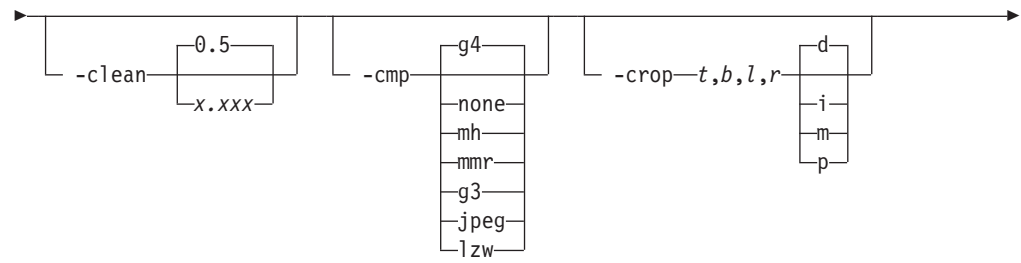 0.5 g4 d
-clean -cmp -crop t,b,l,r
x.xxx none i
mh m
mmr p
g3
jpeg
lzw